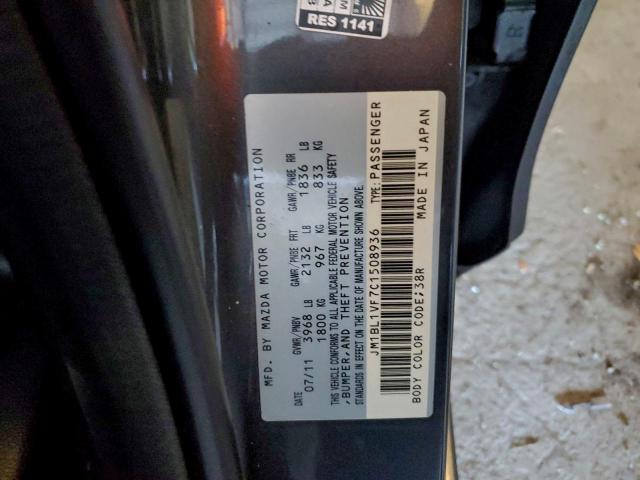 RES 1141
MFD. BY MAZDA MOTOR CORPORATION
DATE GVWR/PNBV GAWR/PNBE FRT GAWR/PNBE RR
07/11 3968 LB 2132 LB 1836 LB
1800 KG 967 KG 833 KG
THIS VEHICLE CONFORMS TO ALL APPLICABLE FEDERAL MOTOR VEHICLE SAFETY
,BUMPER,AND THEFT PREVENTION
STANDARDS IN EFFECT ON THE DATE OF MANUFACTURE SHOWN ABOVE.
JM1BL1VF7C1508936 TYPE: PASSENGER
BODY COLOR CODE/38R MADE IN JAPAN